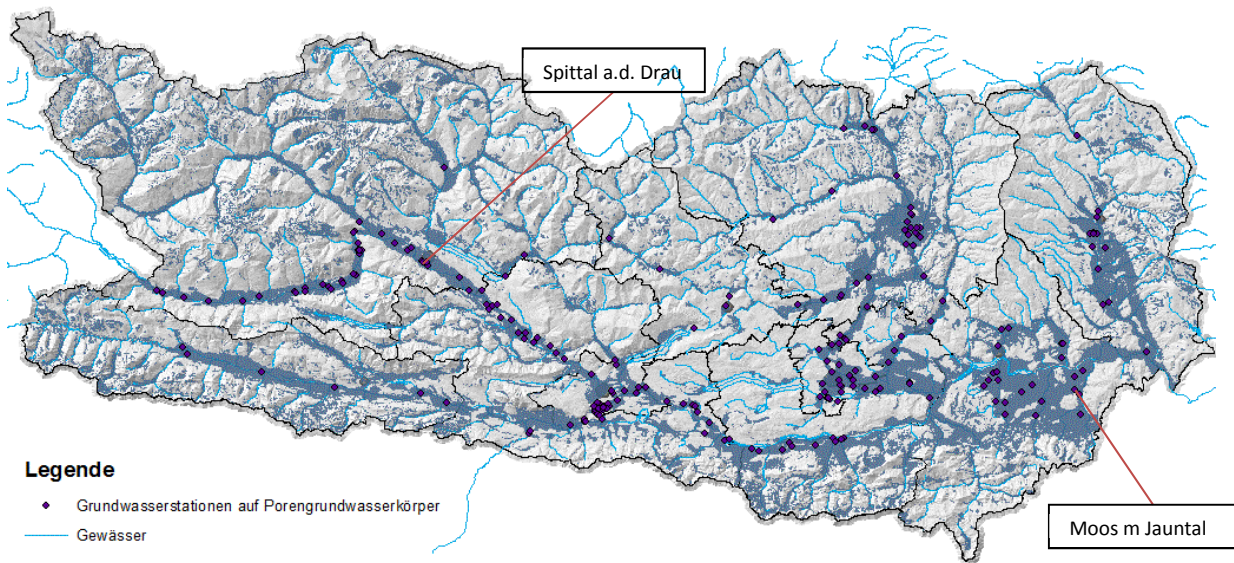 Spittal a.d. Drau
Legende
Grundwasserstationen auf Porengrundwasserkörper
Gewässer
Moos m Jauntal